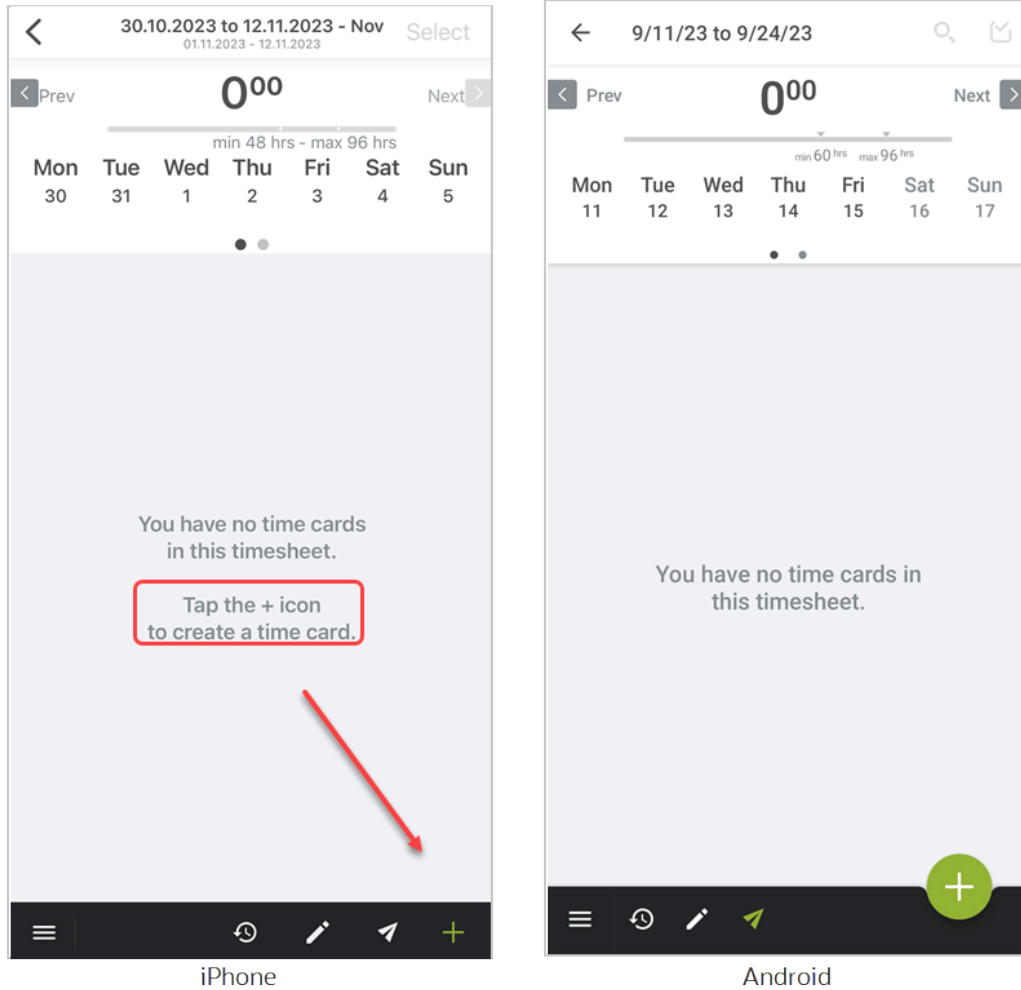 30.10.2023 to 12.11.2023 - Nov Select
01.11.2023 - 12.11.2023
Prev 000 Next
min 48 hrs - max 96 hrs
Mon Tue Wed Thu Fri Sat Sun
30 31 1 2 3 4 5
You have no time cards
in this timesheet.
Tap the + icon
to create a time card.
iPhone
9/11/23 to 9/24/23
Prev 000 Next
min 60 hrs max 96 hrs
Mon Tue Wed Thu Fri Sat Sun
11 12 13 14 15 16 17
You have no time cards in
this timesheet.
Android